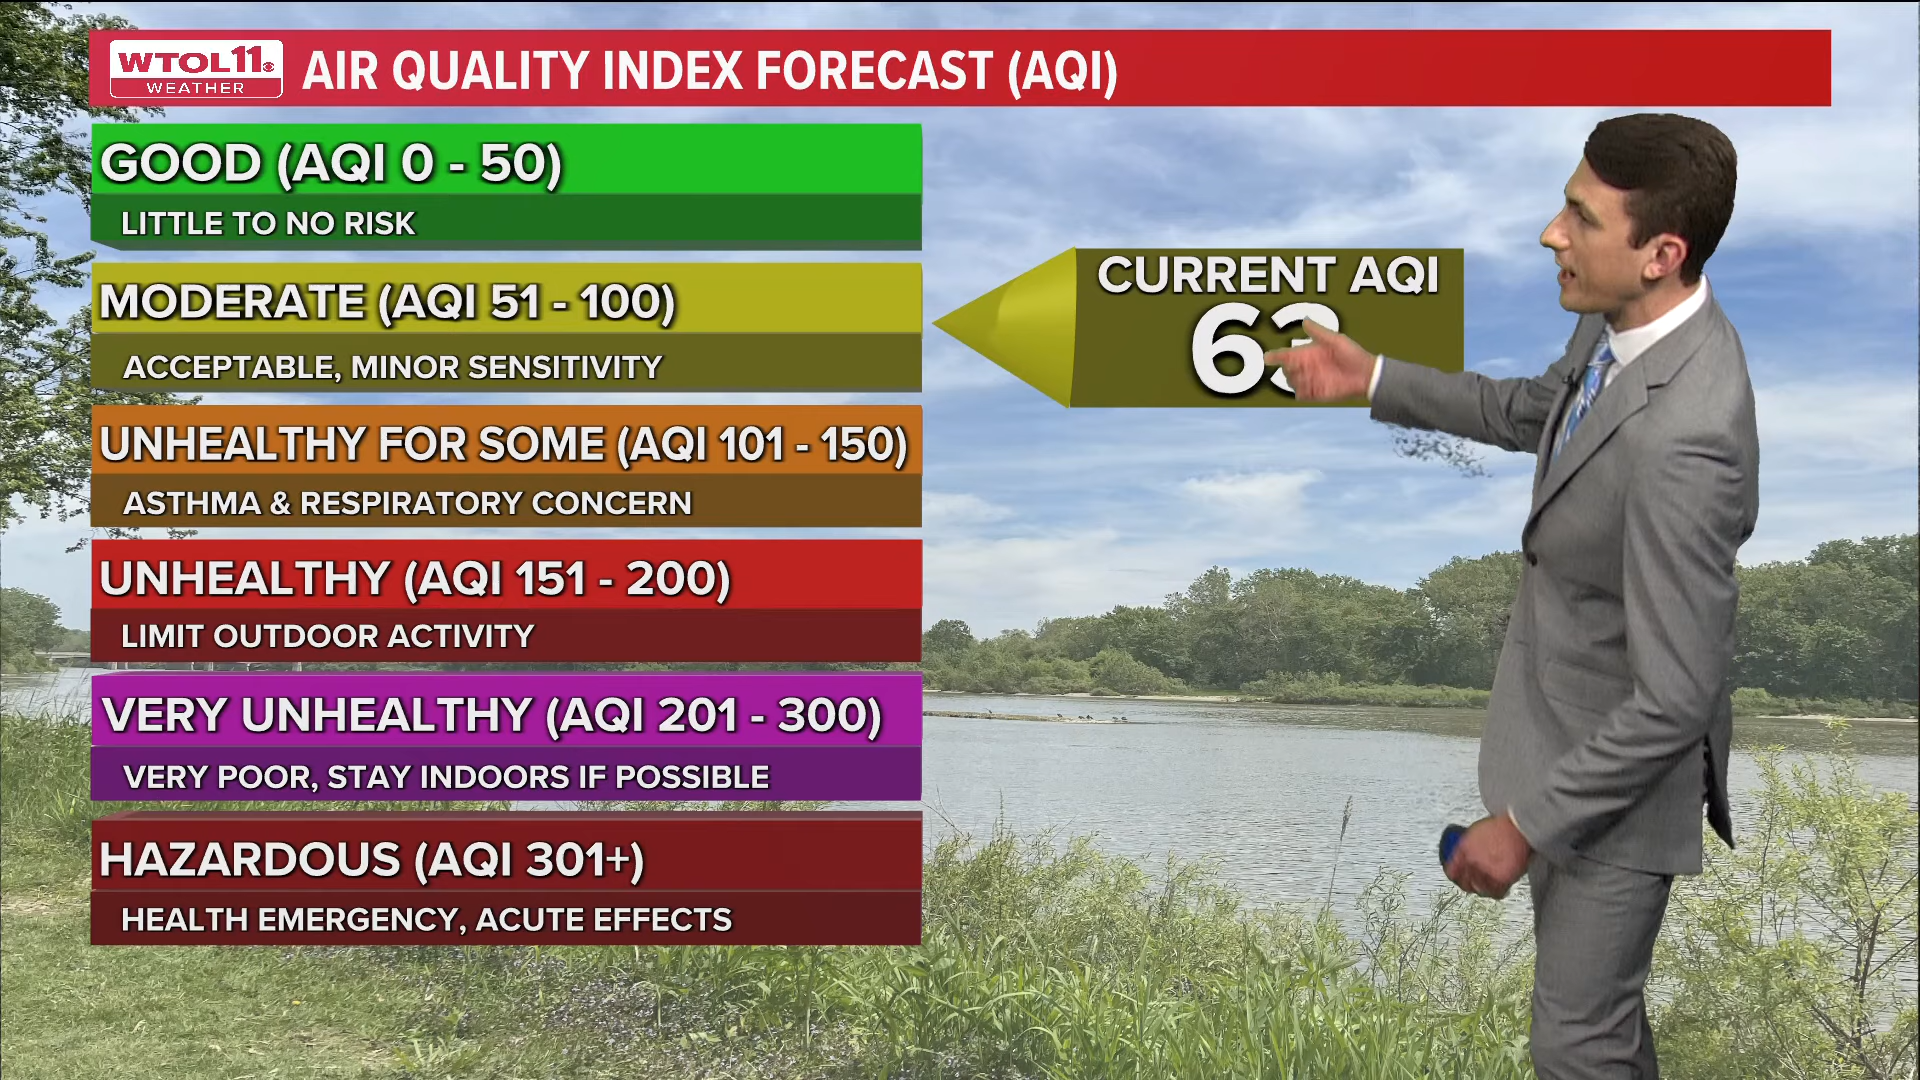 WTOL 11
WEATHER
AIR QUALITY INDEX FORECAST (AQI)
GOOD (AQI 0 - 50)
LITTLE TO NO RISK
MODERATE (AQI 51 - 100)
ACCEPTABLE, MINOR SENSITIVITY
CURRENT AQI
63
UNHEALTHY FOR SOME (AQI 101 - 150)
ASTHMA & RESPIRATORY CONCERN
UNHEALTHY (AQI 151 - 200)
LIMIT OUTDOOR ACTIVITY
VERY UNHEALTHY (AQI 201 - 300)
VERY POOR, STAY INDOORS IF POSSIBLE
HAZARDOUS (AQI 301+)
HEALTH EMERGENCY, ACUTE EFFECTS